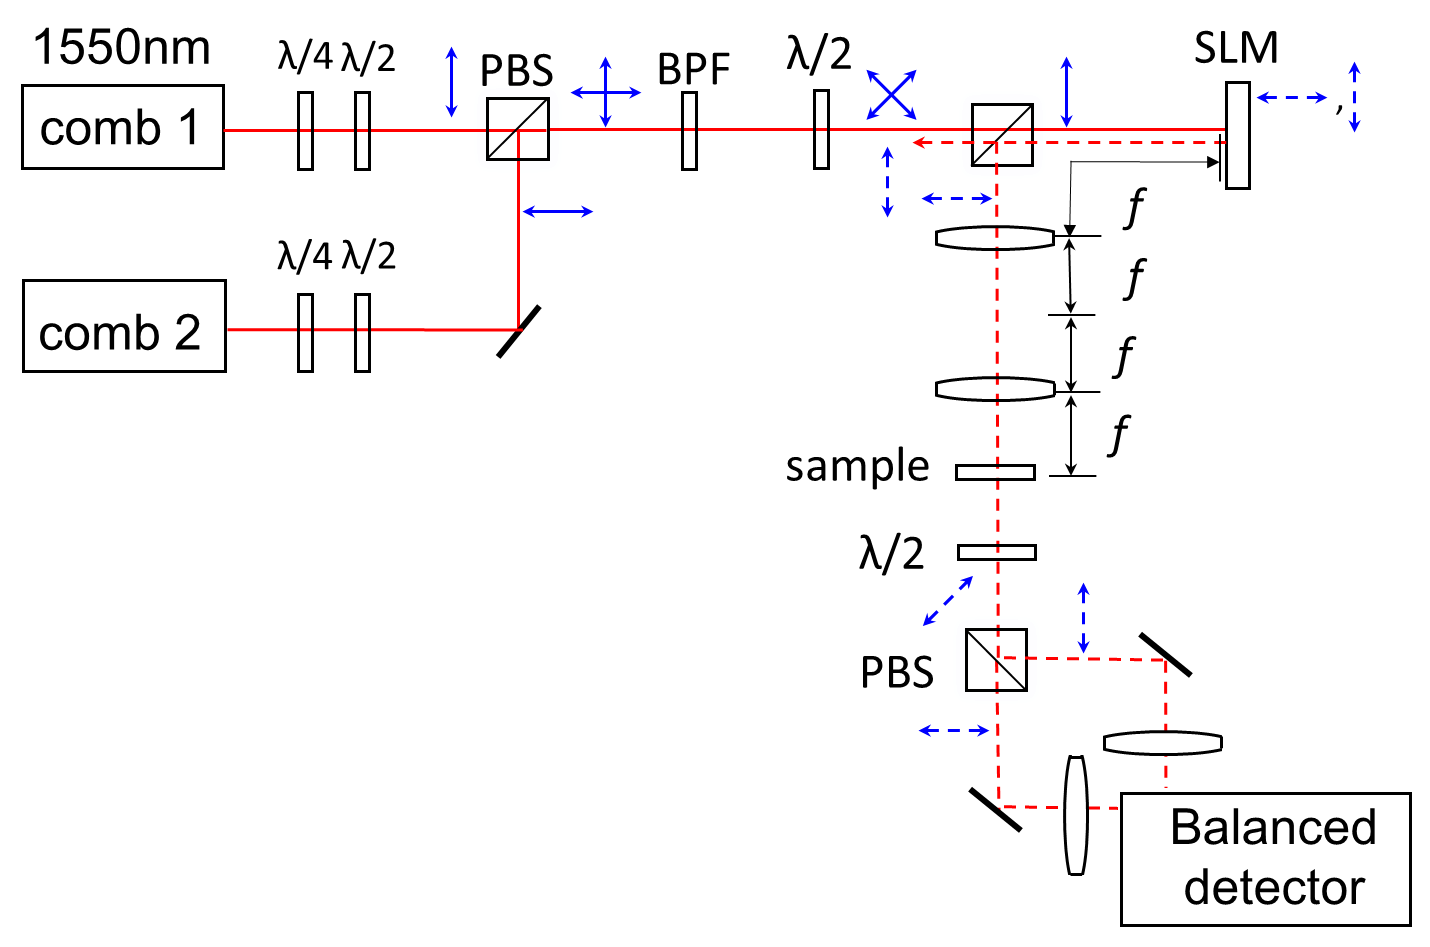 1550nm
comb 1
λ/4 λ/2
PBS
BPF
λ/2
SLM
,
f
λ/4 λ/2
comb 2
f
f
f
sample
λ/2
PBS
Balanced
detector